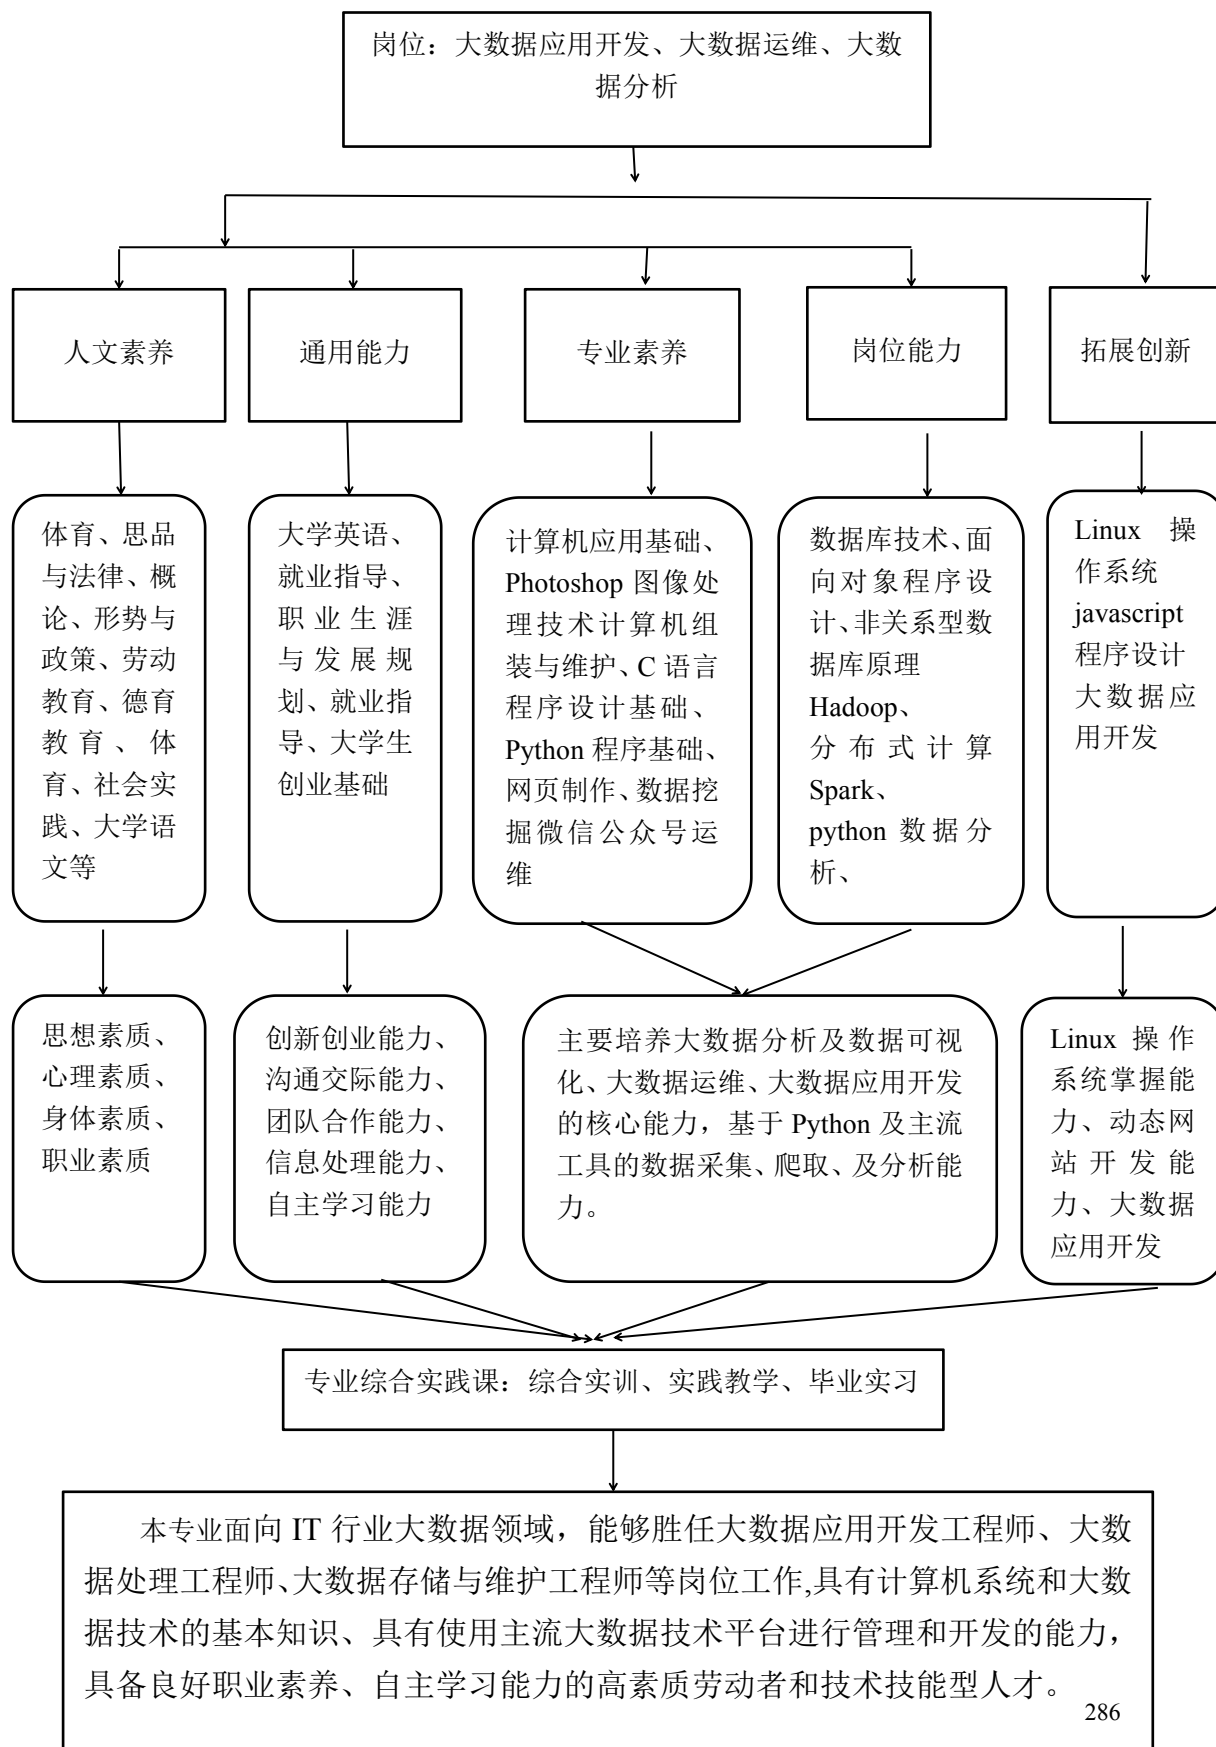 岗位：大数据应用开发、大数据运维、大数
据分析
人文素养
通用能力
专业素养
岗位能力
拓展创新
体育、思品
与法律、概
论、形势与
政策、劳动
教育、德育
教育、体
育、社会实
践、大学语
文等
大学英语、
就业指导、
职业生涯
与发展规
划、就业指
导、大学生
创业基础
计算机应用基础、
Photoshop 图像处
理技术计算机组
装与维护、C 语言
程序设计基础、
Python 程序基础、
网页制作、数据挖
掘微信公众号运
维
数据库技术、面
向对象程序设
计、非关系型数
据库原理
Hadoop、
分布式计算
Spark、
python 数据分
析、
Linux 操
作系统
javascript
程序设计
大数据应
用开发
思想素质、
心理素质、
身体素质、
职业素质
创新创业能力、
沟通交际能力、
团队合作能力、
信息处理能力、
自主学习能力
主要培养大数据分析及数据可视
化、大数据运维、大数据应用开发
的核心能力，基于 Python 及主流
工具的数据采集、爬取、及分析能
力。
Linux 操作
系统掌握能
力、动态网
站开发能
力、大数据
应用开发
专业综合实践课：综合实训、实践教学、毕业实习
本专业面向 IT 行业大数据领域，能够胜任大数据应用开发工程师、大数
据处理工程师、大数据存储与维护工程师等岗位工作,具有计算机系统和大数
据技术的基本知识、具有使用主流大数据技术平台进行管理和开发的能力，
具备良好职业素养、自主学习能力的高素质劳动者和技术技能型人才。
286